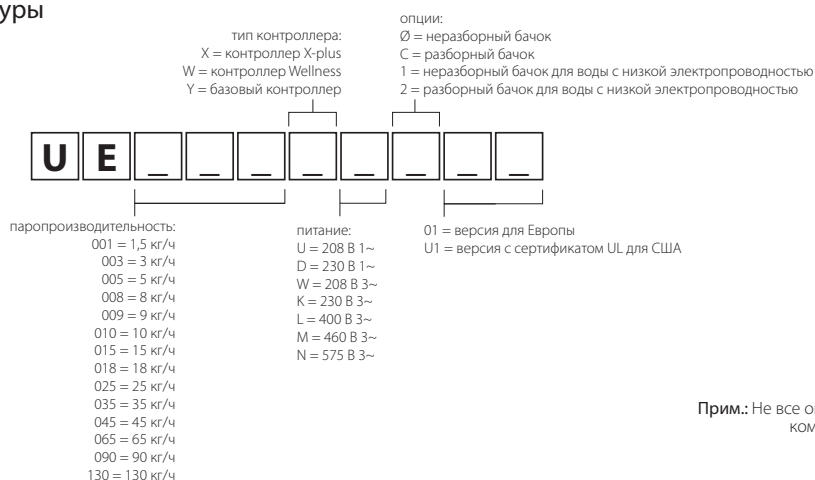 уры
тип контроллера:
X = контроллер X-plus
W = контроллер Wellness
Y = базовый контроллер
опции:
Ø = неразборный бачок
C = разборный бачок
1 = неразборный бачок для воды с низкой электропроводностью
2 = разборный бачок для воды с низкой электропроводностью
U E _ _ _ _ _ _ _ _
паропроизводительность:
001 = 1,5 кг/ч
003 = 3 кг/ч
005 = 5 кг/ч
008 = 8 кг/ч
009 = 9 кг/ч
010 = 10 кг/ч
015 = 15 кг/ч
018 = 18 кг/ч
025 = 25 кг/ч
035 = 35 кг/ч
045 = 45 кг/ч
065 = 65 кг/ч
090 = 90 кг/ч
130 = 130 кг/ч
питание:
U = 208 В 1~
D = 230 В 1~
W = 208 В 3~
K = 230 В 3~
L = 400 В 3~
M = 460 В 3~
N = 575 В 3~
01 = версия для Европы
U1 = версия с сертификатом UL для США
Прим.: Не все о
ком